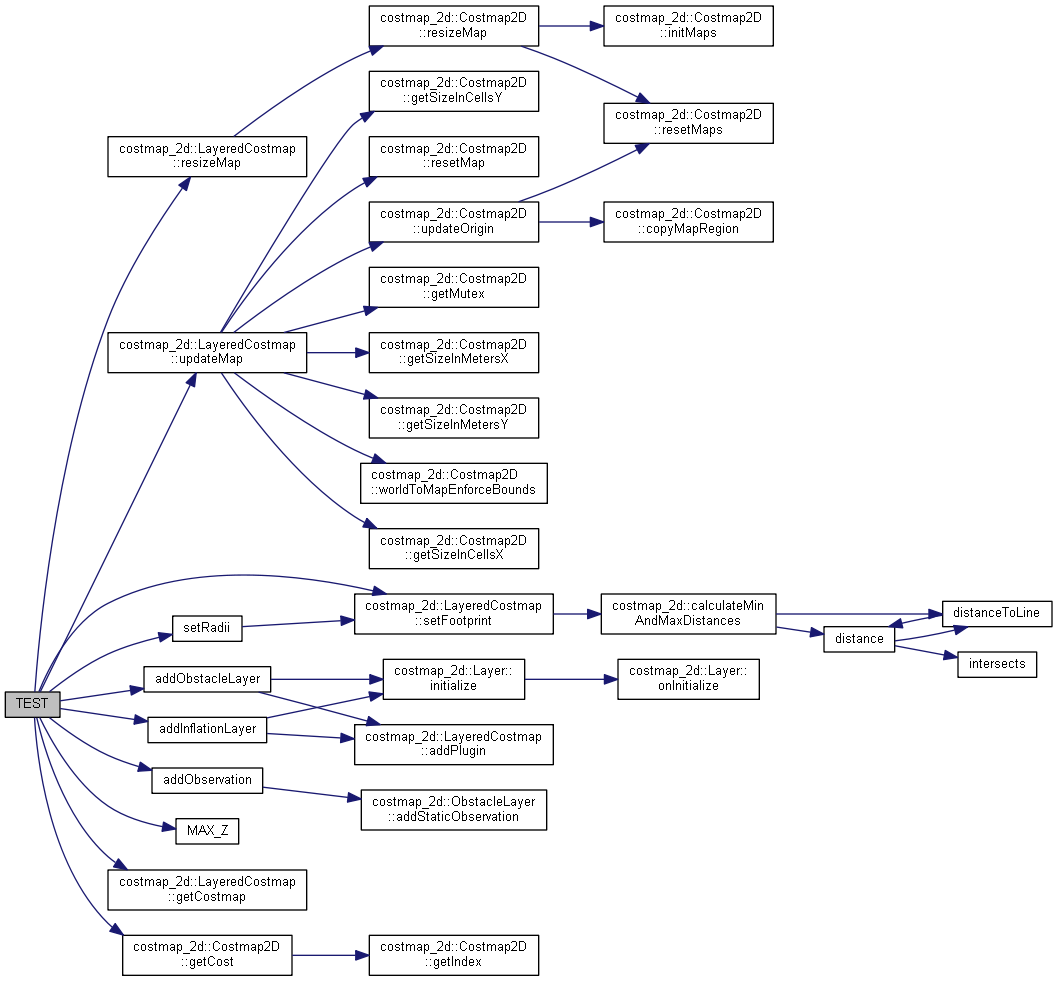 costmap_2d::Costmap2D
::resizeMap
costmap_2d::Costmap2D
::initMaps
costmap_2d::Costmap2D
::getSizeInCellsY
costmap_2d::Costmap2D
::resetMaps
costmap_2d::LayeredCostmap
::resizeMap
costmap_2d::Costmap2D
::resetMap
costmap_2d::Costmap2D
::updateOrigin
costmap_2d::Costmap2D
::copyMapRegion
costmap_2d::Costmap2D
::getMutex
costmap_2d::LayeredCostmap
::updateMap
costmap_2d::Costmap2D
::getSizeInMetersX
costmap_2d::Costmap2D
::getSizeInMetersY
costmap_2d::Costmap2D
::worldToMapEnforceBounds
costmap_2d::Costmap2D
::getSizeInCellsX
costmap_2d::LayeredCostmap
::setFootprint
costmap_2d::calculateMin
AndMaxDistances
distanceToLine
setRadii
distance
intersects
addObstacleLayer
costmap_2d::Layer::
initialize
costmap_2d::Layer::
onInitialize
TEST
addInflationLayer
costmap_2d::LayeredCostmap
::addPlugin
addObservation
costmap_2d::ObstacleLayer
::addStaticObservation
MAX_Z
costmap_2d::LayeredCostmap
::getCostmap
costmap_2d::Costmap2D
::getCost
costmap_2d::Costmap2D
::getIndex